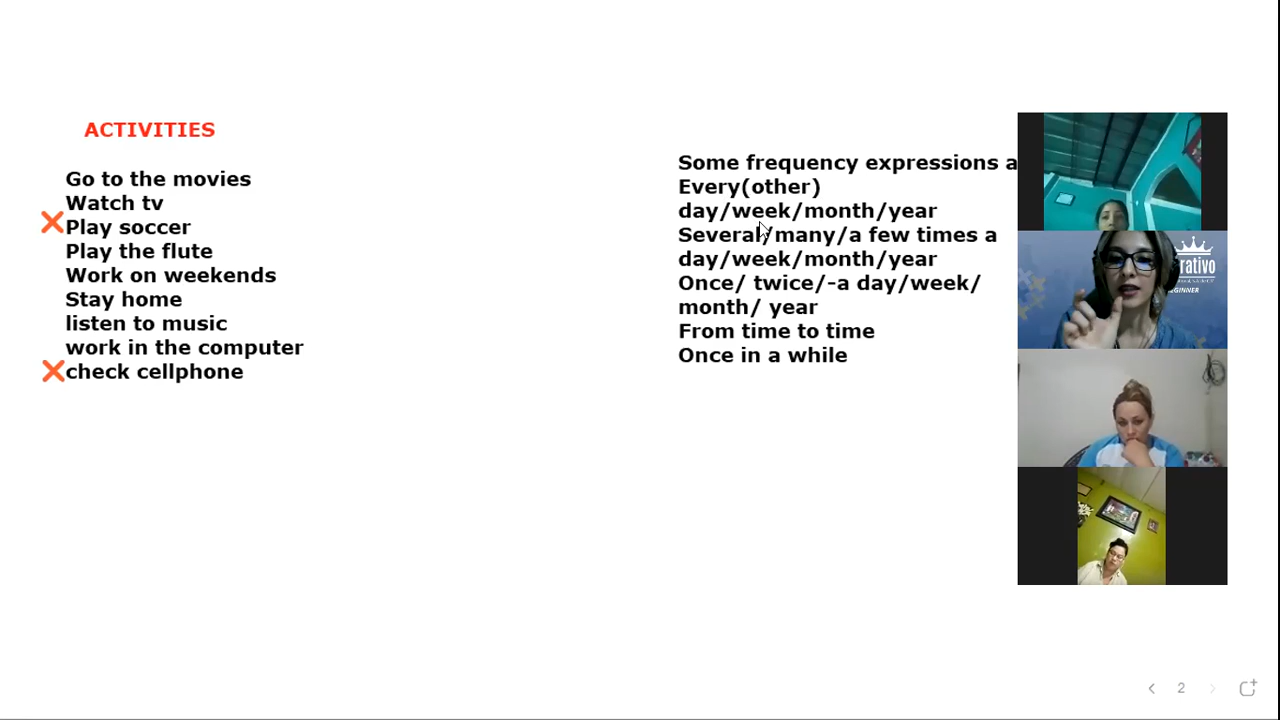 ACTIVITIES
Go to the movies
Watch tv
Play soccer
Play the flute
Work on weekends
Stay home
listen to music
work in the computer
check cellphone
Some frequency expressions a
Every(other)
day/week/month/year
Several/many/a few times a
day/week/month/year
Once/ twice/-a day/week/
month/ year
From time to time
Once in a while
rativo
GINNER
2